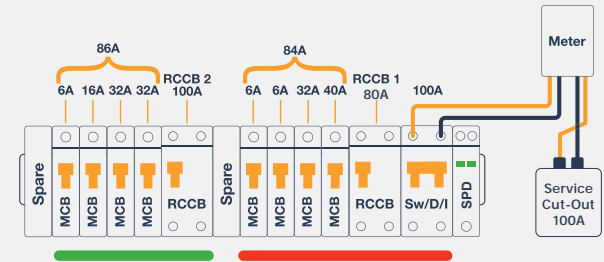 86A
6A 16A 32A 32A
RCCB 2
100A
84A
6A 6A 32A 40A
RCCB 1
80A
100A
Meter
Spare
MCB
MCB
MCB
MCB
RCCB
Spare
MCB
MCB
MCB
MCB
RCCB
Sw/D/I
SPD
Service
Cut-Out
100A